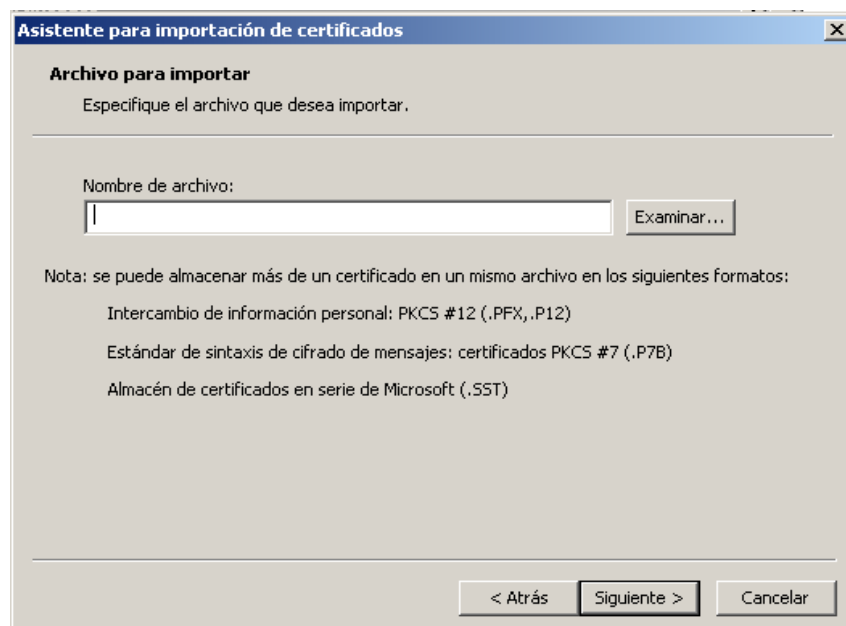 Asistente para importación de certificados
Archivo para importar
Especifique el archivo que desea importar.
Nombre de archivo:
Examinar...
Nota: se puede almacenar más de un certificado en un mismo archivo en los siguientes formatos:
Intercambio de información personal: PKCS #12 (.PFX,.P12)
Estándar de sintaxis de cifrado de mensajes: certificados PKCS #7 (.P7B)
Almacén de certificados en serie de Microsoft (.SST)
< Atrás Siguiente > Cancelar